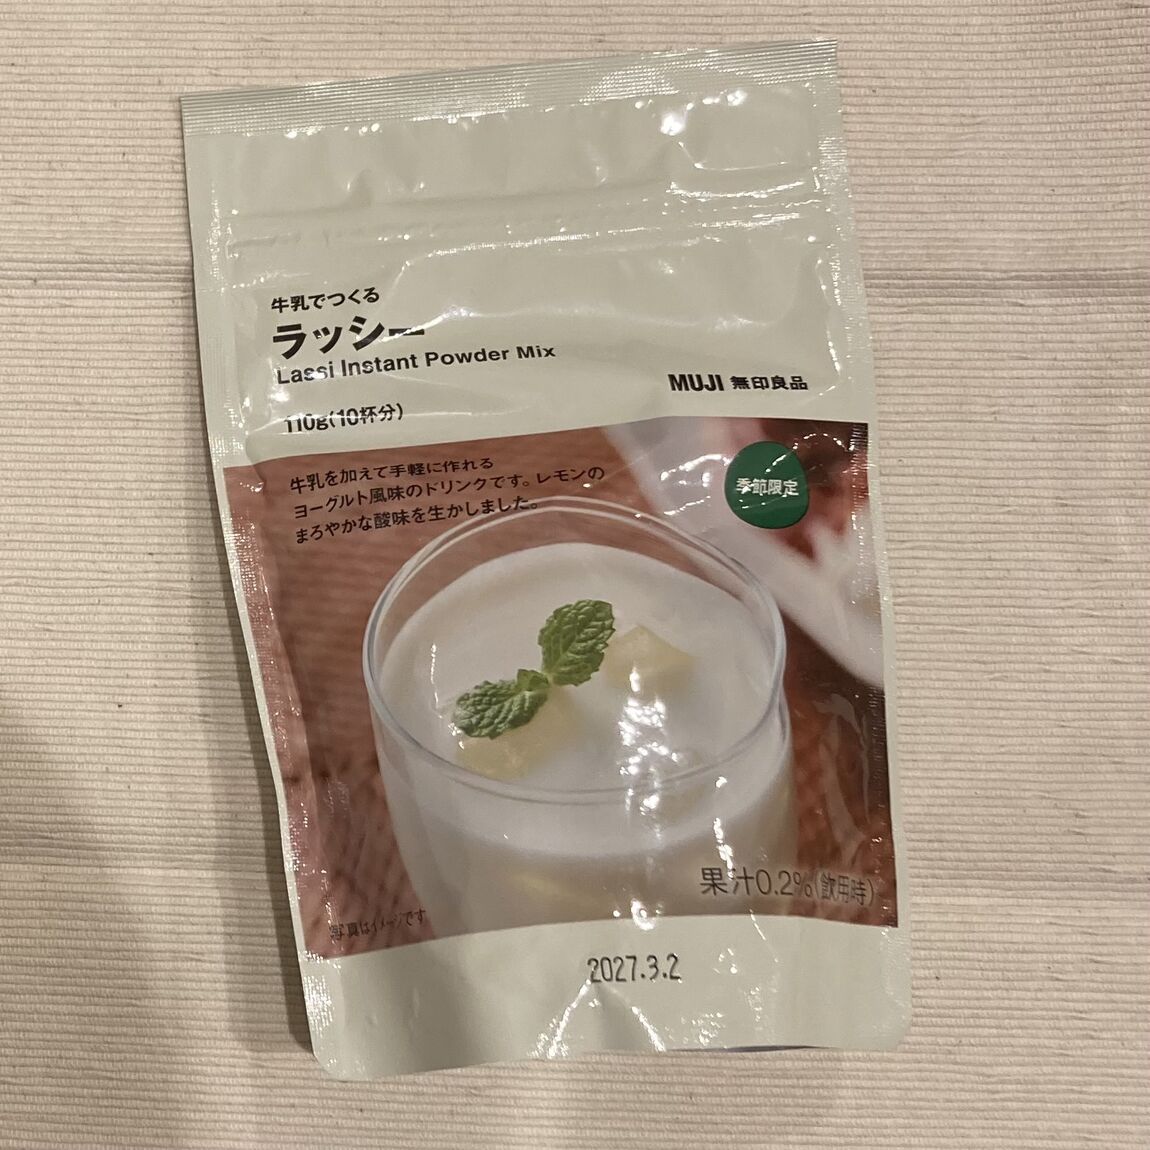 牛乳でつくる
ラッシー
Lassi Instant Powder Mix
MUJI 無印良品
110g(10杯分)
牛乳を加えて手軽に作れる
ヨーグルト風味のドリンクです。レモンの
まろやかな酸味を生かしました。
季節限定
果汁0.2%(飲用時)
写真はイメージです
2027.3.2